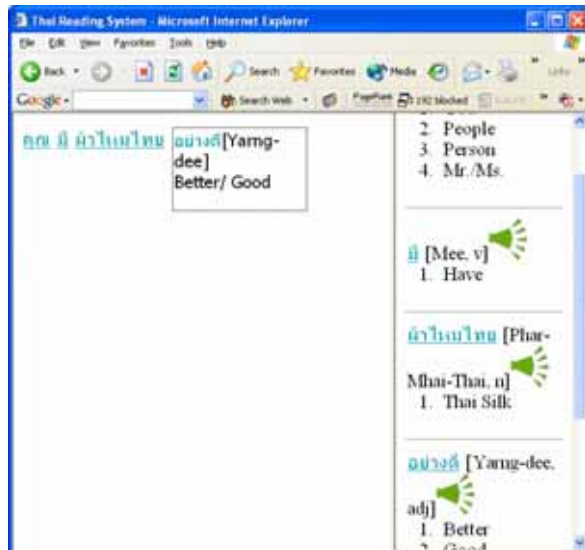 Thai Reading System - Microsoft Internet Explorer
File Edit View Favorites Tools Help
Back Search Favorites Media Links
Google Search Web PageRank 192 blocked
คุณ มี ผ้าไหมไทย อย่างดี[Yarng-
dee]
Better/ Good
2. People
3. Person
4. Mr./Ms.
มี [Mee, v]
1. Have
ผ้าไหมไทย [Phar-
Mhai-Thai, n]
1. Thai Silk
อย่างดี [Yarng-dee,
adj]
1. Better
2. Good